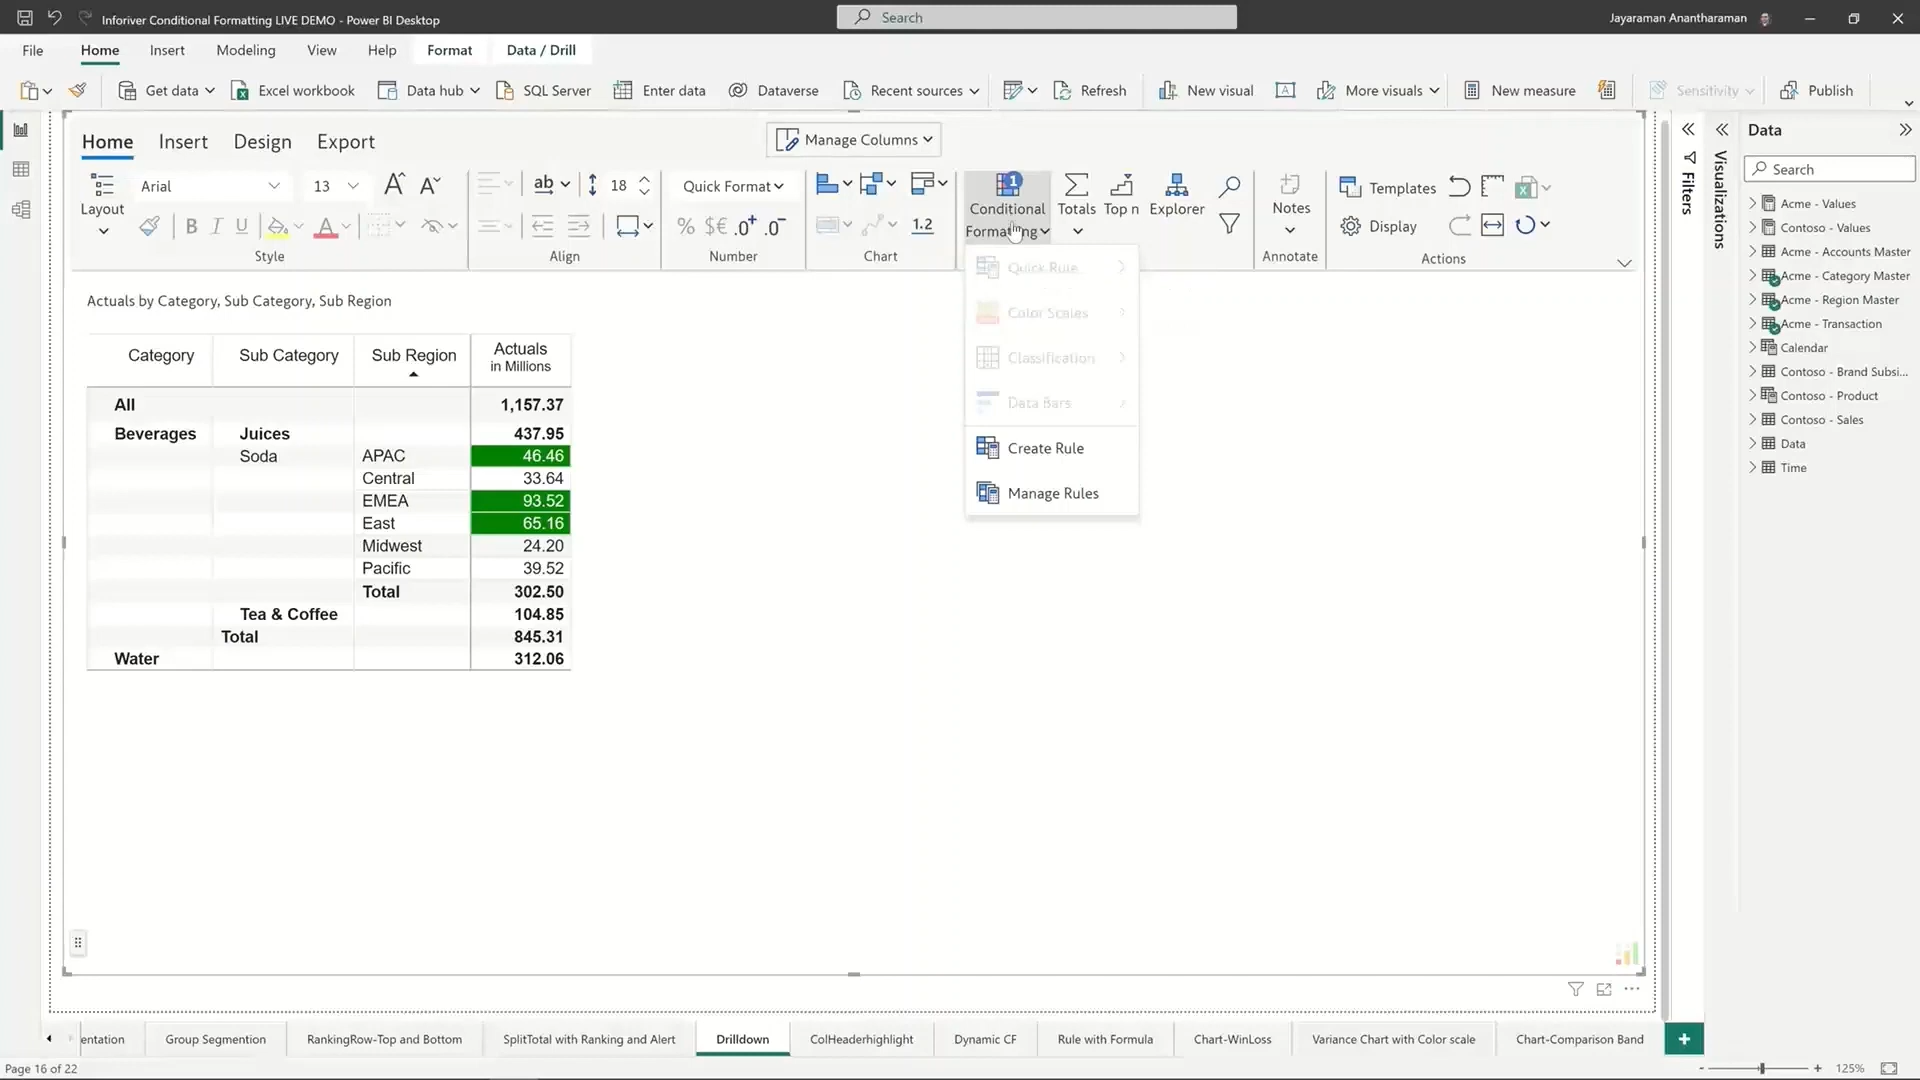 Inforiver Conditional Formatting LIVE DEMO - Power BI Desktop
Search
Jayaraman Anantharaman
File Home Insert Modeling View Help Format Data / Drill
Get data Excel workbook Data hub SQL Server Enter data Dataverse Recent sources Refresh New visual More visuals New measure Sensitivity Publish
Home Insert Design Export
Manage Columns
Layout
Arial 13
B I U A
Style
ab 18
Align
Quick Format
% $€ .0+ .0-
Number
1.2
Chart
1
Conditional
Formatting
Totals Top n Explorer
Notes
Annotate
Templates
Display
Actions
Quick Rule
Color Scales
Classification
Data Bars
Create Rule
Manage Rules
Actuals by Category, Sub Category, Sub Region
Category Sub Category Sub Region Actuals
in Millions
All 1,157.37
Beverages Juices 437.95
Soda APAC 46.46
Central 33.64
EMEA 93.52
East 65.16
Midwest 24.20
Pacific 39.52
Total 302.50
Tea & Coffee 104.85
Total 845.31
Water 312.06
Filters
Visualizations
Data
Search
Acme - Values
Contoso - Values
Acme - Accounts Master
Acme - Category Master
Acme - Region Master
Acme - Transaction
Calendar
Contoso - Brand Subsi...
Contoso - Product
Contoso - Sales
Data
Time
entation Group Segmention RankingRow-Top and Bottom SplitTotal with Ranking and Alert Drilldown ColHeaderhighlight Dynamic CF Rule with Formula Chart-WinLoss Variance Chart with Color scale Chart-Comparison Band +
Page 16 of 22
- + 125%